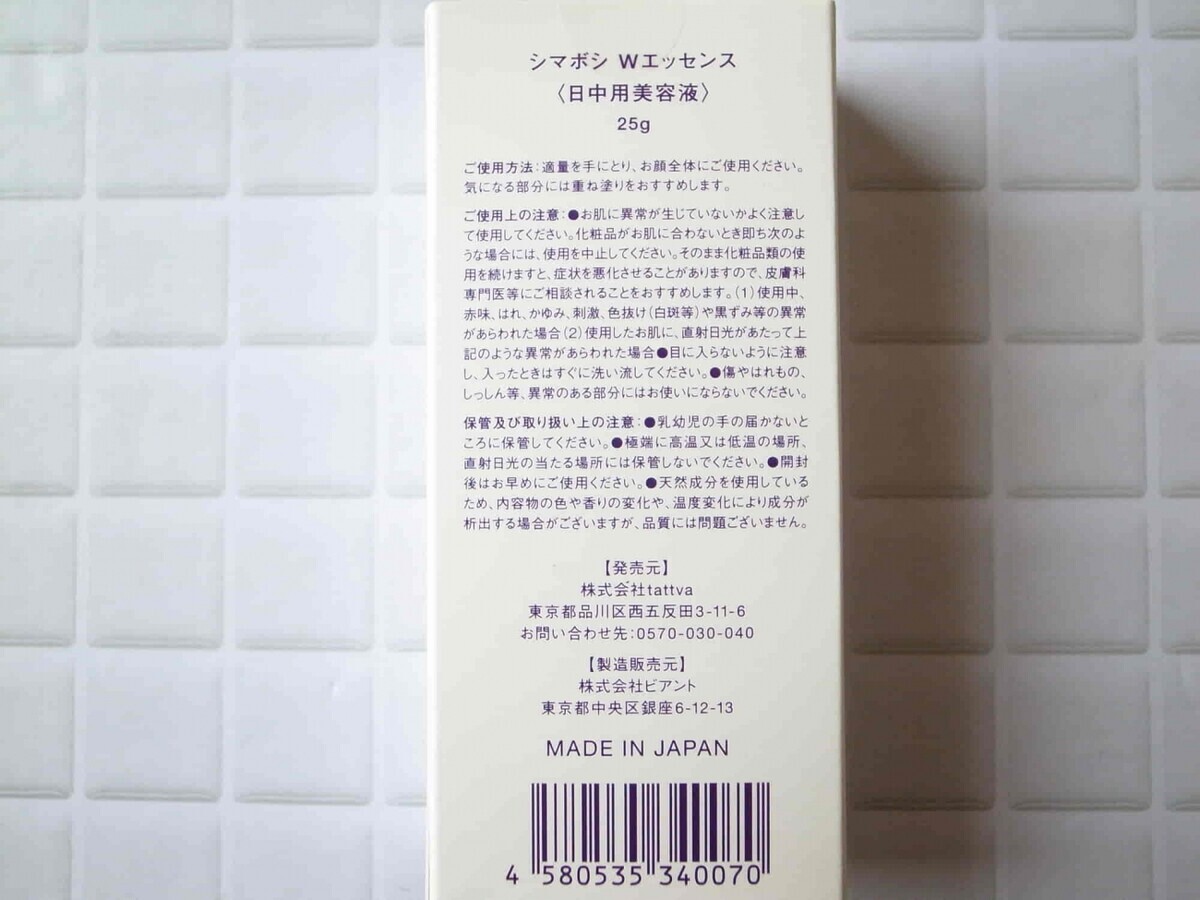 シマボシ Wエッセンス
〈日中用美容液〉
25g
ご使用方法：適量を手にとり、お顔全体にご使用ください。
気になる部分には重ね塗りをおすすめします。
ご使用上の注意：●お肌に異常が生じていないかよく注意し
て使用してください。化粧品がお肌に合わないとき即ち次のよ
うな場合には、使用を中止してください。そのまま化粧品類の使
用を続けますと、症状を悪化させることがありますので、皮膚科
専門医等にご相談されることをおすすめします。（1）使用中、
赤味、はれ、かゆみ、刺激、色抜け（白斑等）や黒ずみ等の異常
があらわれた場合（2）使用したお肌に、直射日光があたって上
記のような異常があらわれた場合●目に入らないように注意
し、入ったときはすぐに洗い流してください。●傷やはれもの、
しっしん等、異常のある部分にはお使いにならないでください。
保管及び取り扱い上の注意：●乳幼児の手の届かないと
ころに保管してください。●極端に高温又は低温の場所、
直射日光の当たる場所には保管しないでください。●開封
後はお早めにご使用ください。●天然成分を使用している
ため、内容物の色や香りの変化や、温度変化により成分が
析出する場合がございますが、品質には問題ございません。
【発売元】
株式会社tattva
東京都品川区西五反田3-11-6
お問い合わせ先：0570-030-040
【製造販売元】
株式会社ビアント
東京都中央区銀座6-12-13
MADE IN JAPAN
4 580535 340070